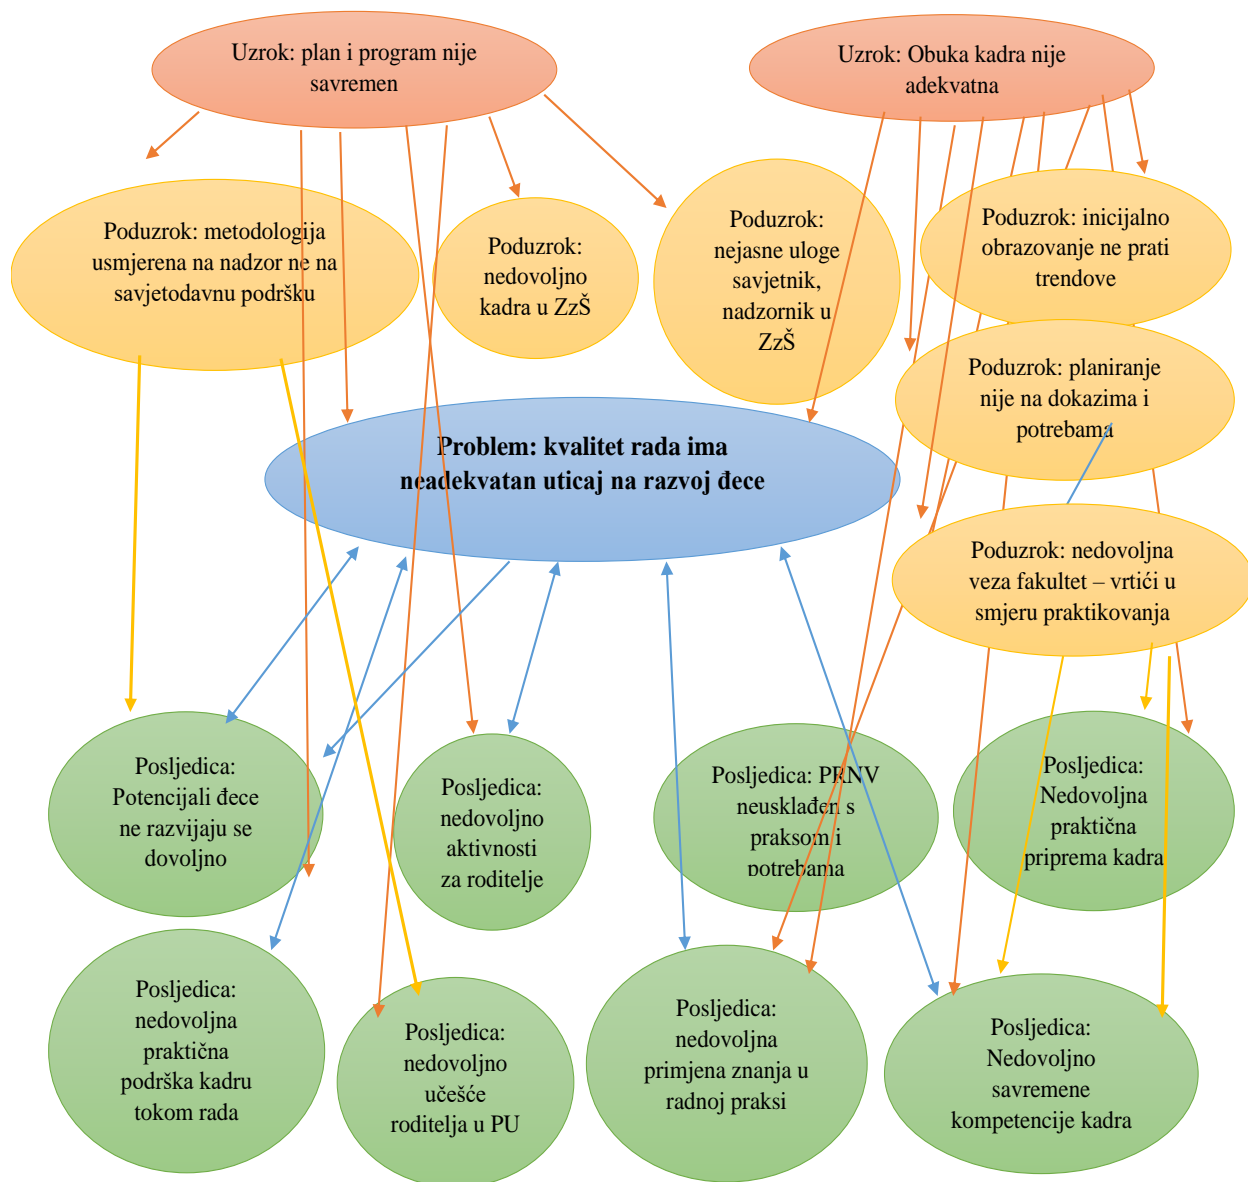 Uzrok: plan i program nije
savremen
Uzrok: Obuka kadra nije
adekvatna
Poduzrok: metodologija
usmjerena na nadzor ne na
savjetodavnu podršku
Poduzrok:
nedovoljno
kadra u ZzŠ
Poduzrok:
nejasne uloge
savjetnik,
nadzornik u
ZzŠ
Poduzrok: inicijalno
obrazovanje ne prati
trendove
Poduzrok: planiranje
nije na dokazima i
potrebama
Problem: kvalitet rada ima
neadekvatan uticaj na razvoj đece
Poduzrok: nedovoljna
veza fakultet – vrtići u
smjeru praktikovanja
Posljedica:
Potencijali đece
ne razvijaju se
dovoljno
Posljedica:
nedovoljno
aktivnosti
za roditelje
Posljedica: PRNV
neusklađen s
praksom i
potrebama
Posljedica:
Nedovoljna
praktična
priprema kadra
Posljedica:
nedovoljna
praktična
podrška kadru
tokom rada
Posljedica:
nedovoljno
učešće
roditelja u PU
Posljedica:
nedovoljna
primjena znanja u
radnoj praksi
Posljedica:
Nedovoljno
savremene
kompetencije kadra